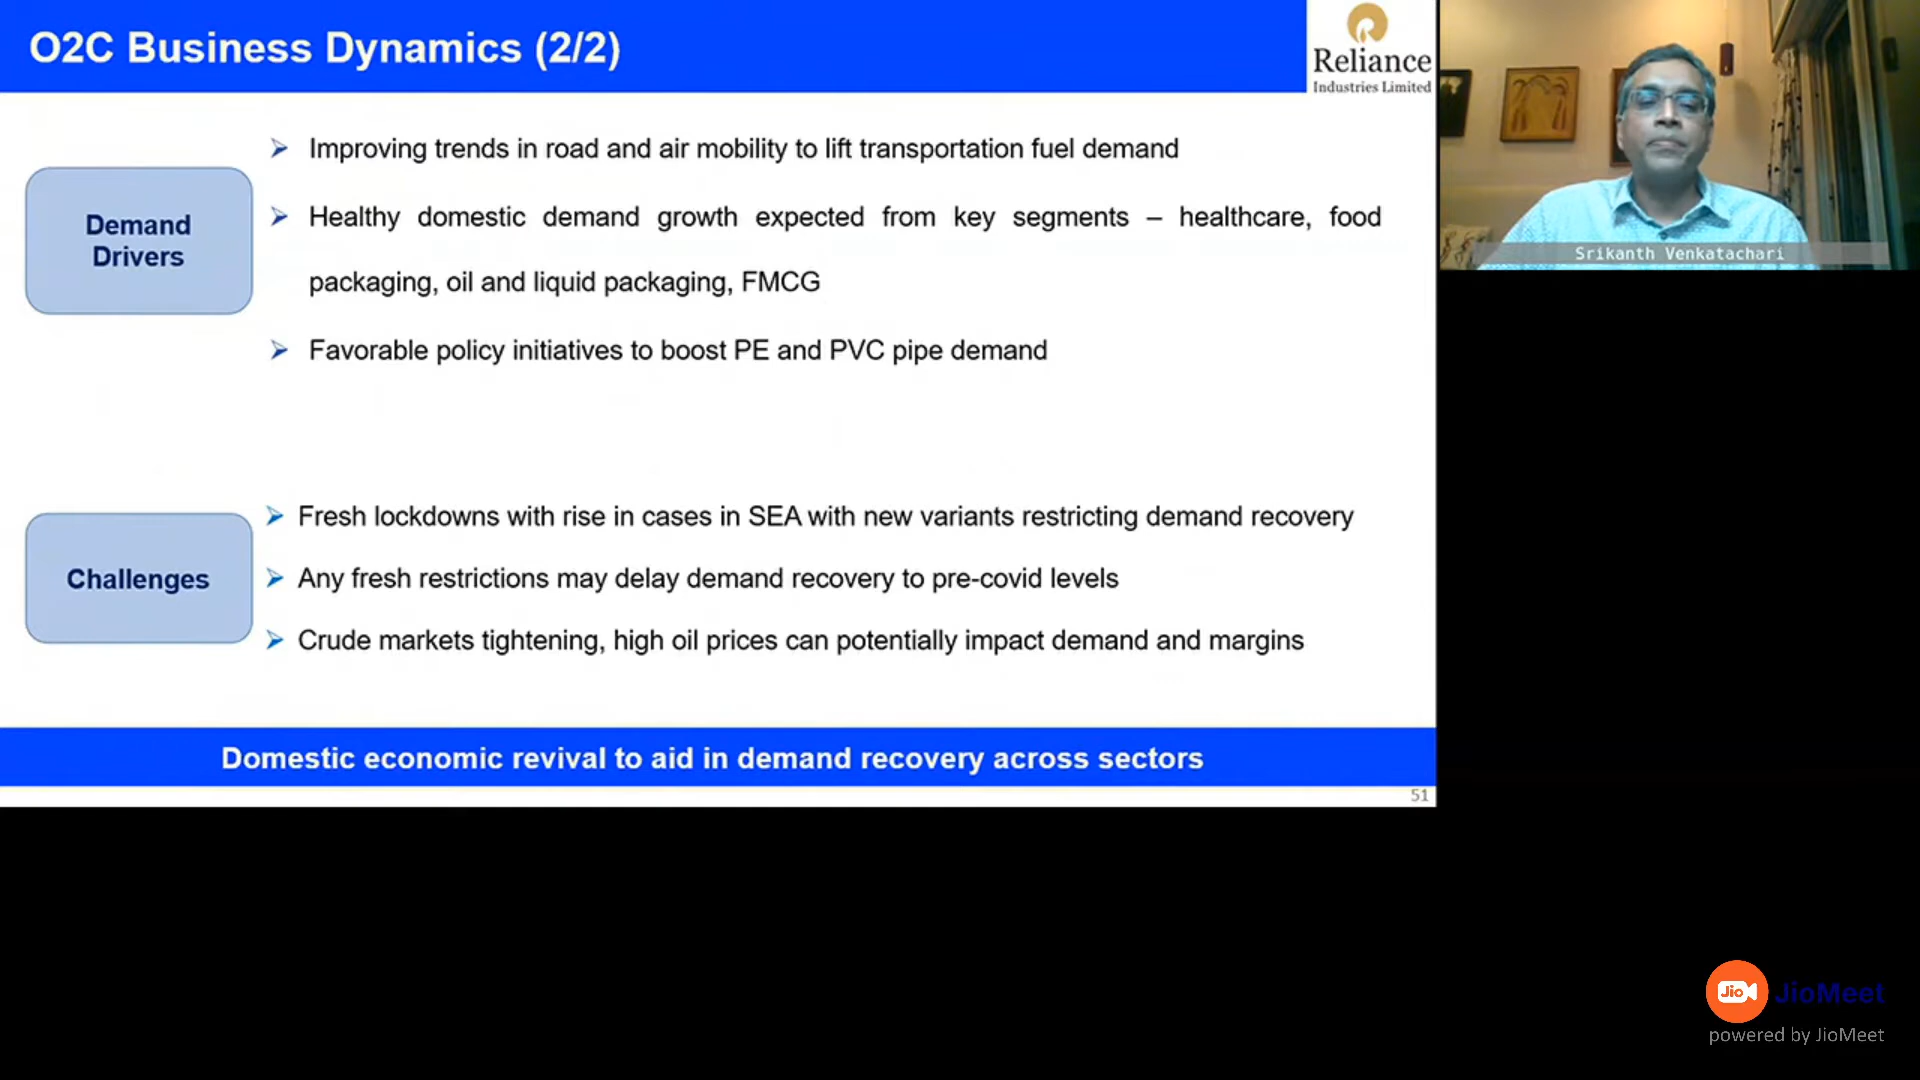 O2C Business Dynamics (2/2)
Reliance
Industries Limited
Demand
Drivers
Improving trends in road and air mobility to lift transportation fuel demand
Healthy domestic demand growth expected from key segments – healthcare, food
packaging, oil and liquid packaging, FMCG
Favorable policy initiatives to boost PE and PVC pipe demand
Challenges
Fresh lockdowns with rise in cases in SEA with new variants restricting demand recovery
Any fresh restrictions may delay demand recovery to pre-covid levels
Crude markets tightening, high oil prices can potentially impact demand and margins
Domestic economic revival to aid in demand recovery across sectors
51
Srikanth Venkatachari
Jio
JioMeet
powered by JioMeet